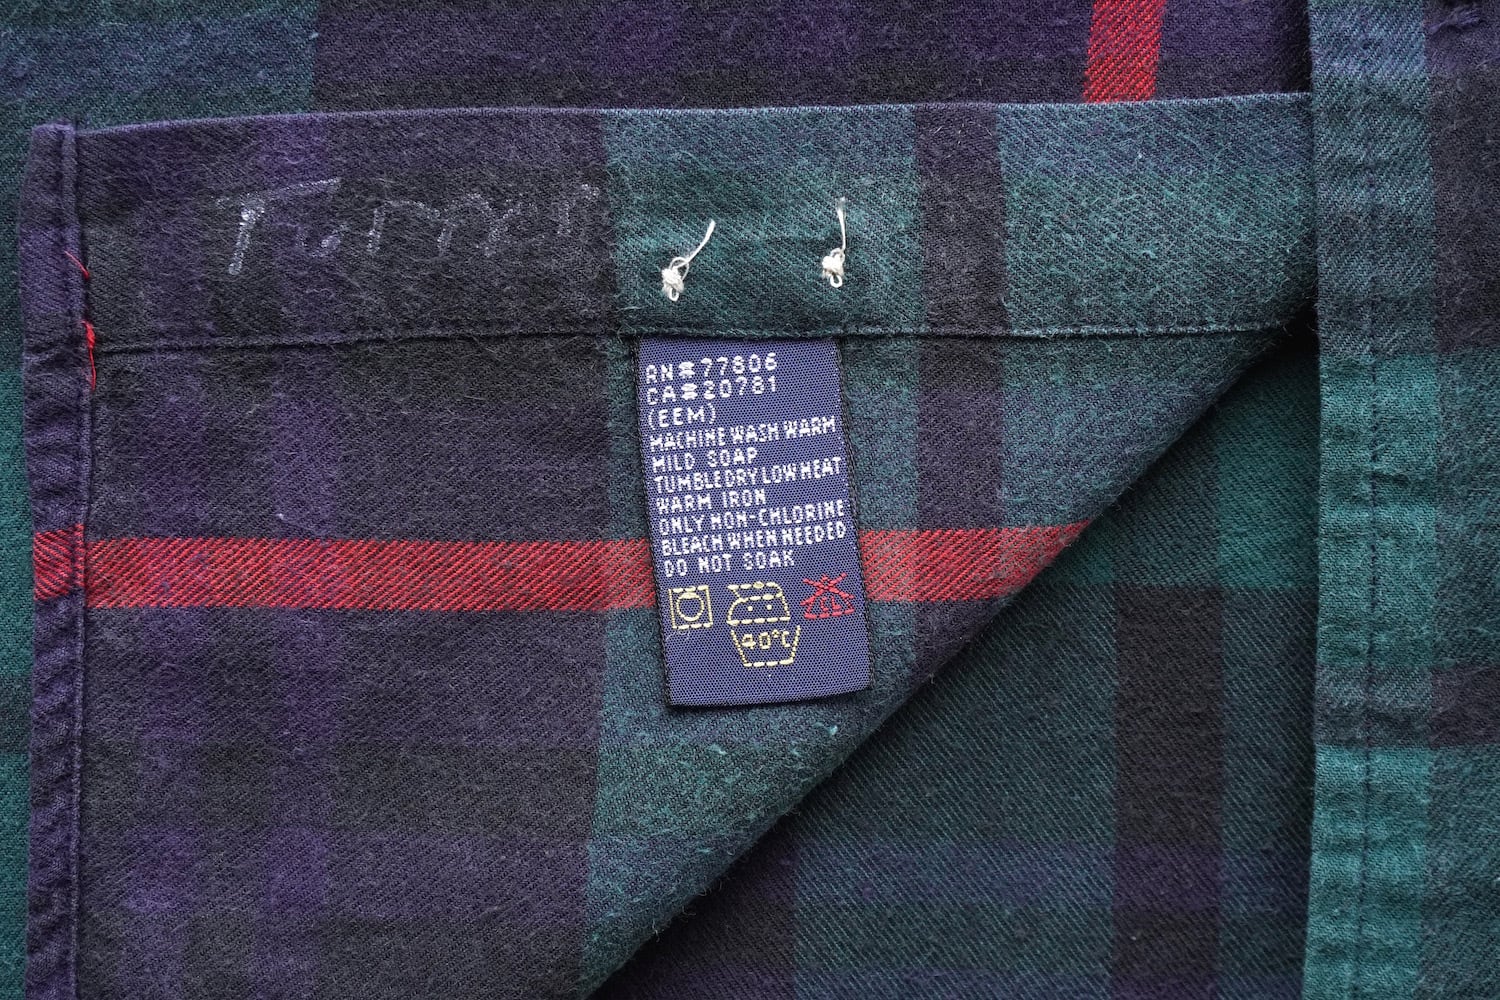 Turner
RN#77806
CA#20781
(EEM)
MACHINE WASH WARM
MILD SOAP
TUMBLE DRY LOW HEAT
WARM IRON
ONLY NON-CHLORINE
BLEACH WHEN NEEDED
DO NOT SOAK
40°C